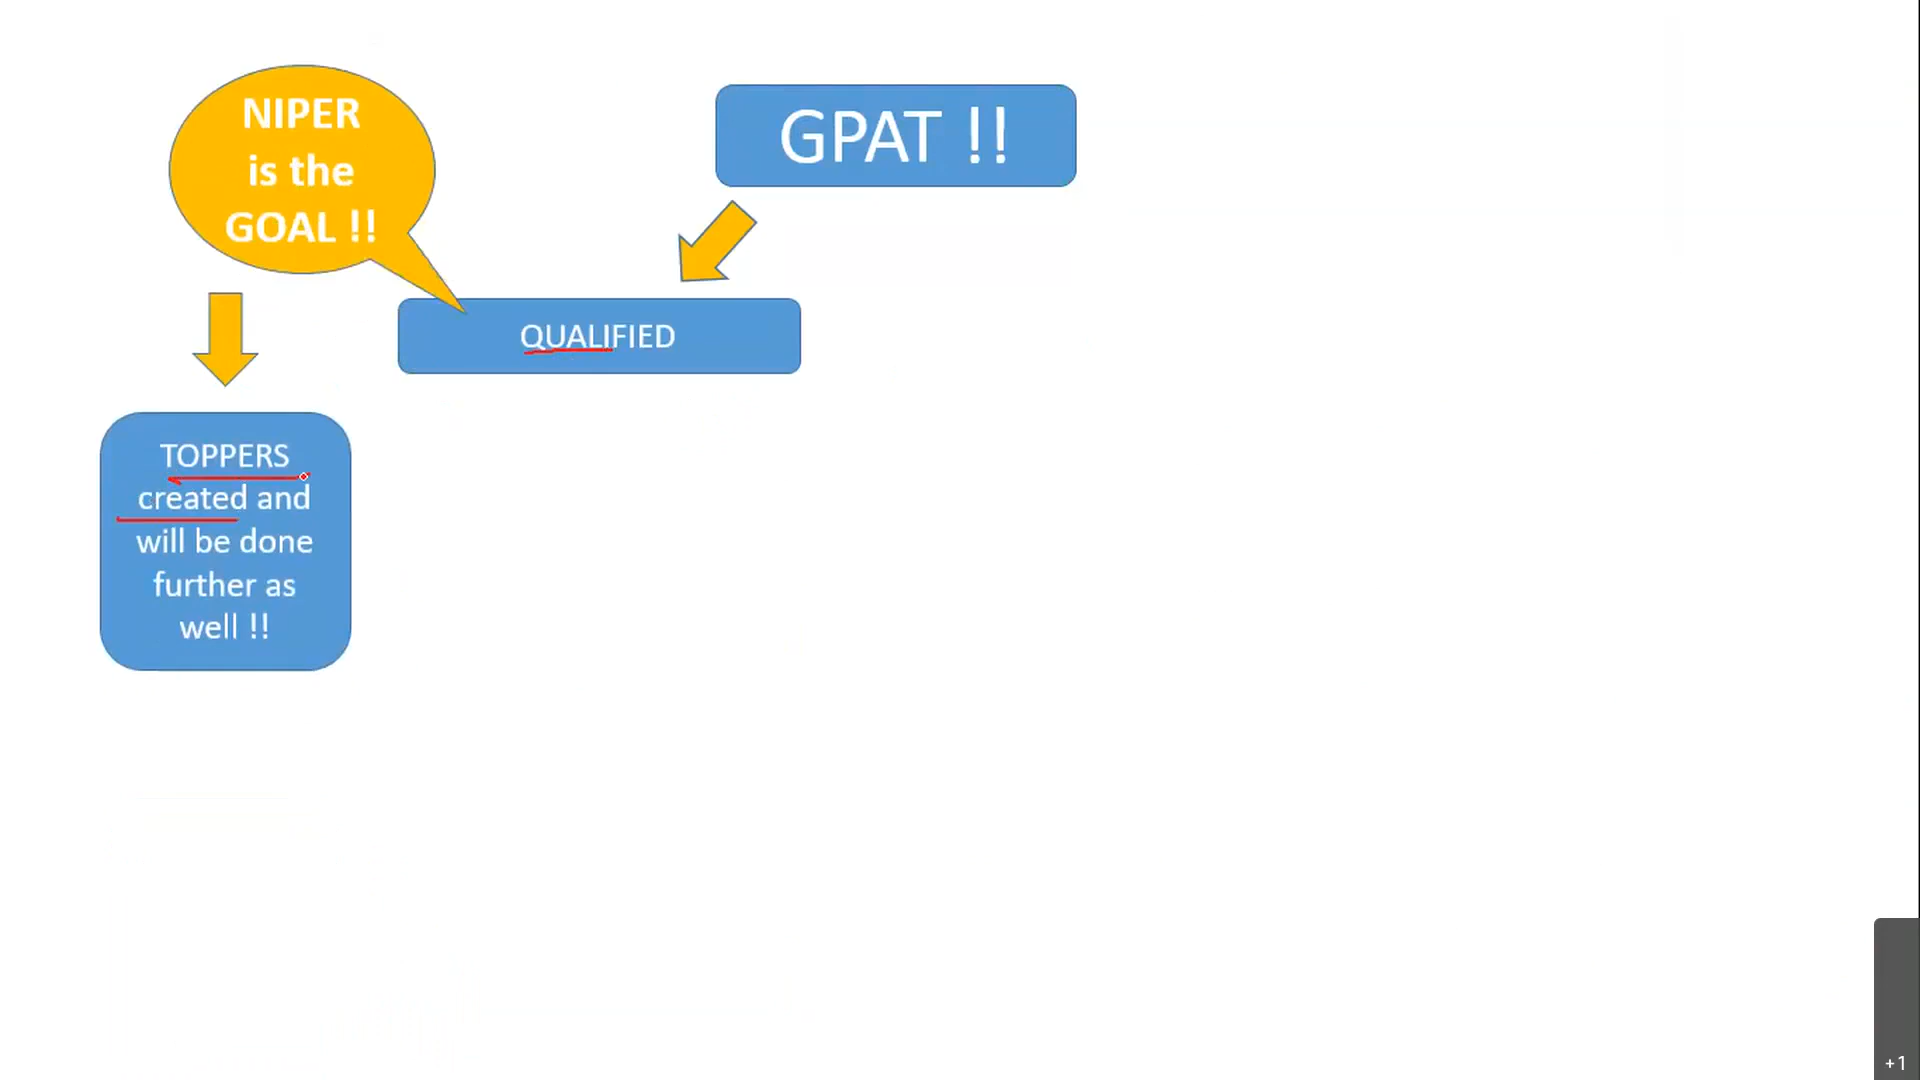 NIPER
is the
GOAL !!
GPAT !!
QUALIFIED
TOPPERS
created and
will be done
further as
well !!
+1